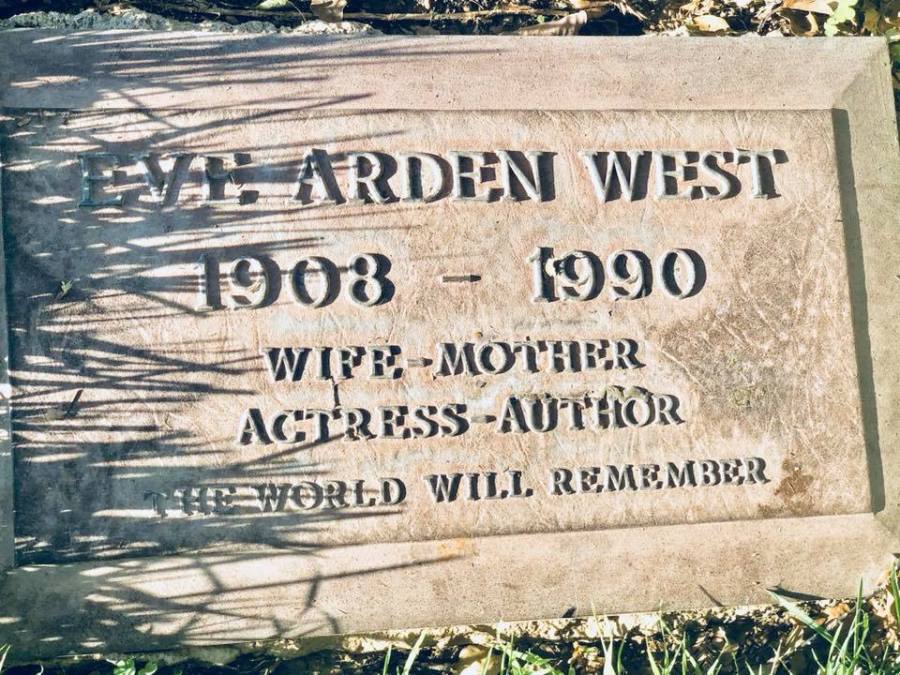 EVE ARDEN WEST
1908 - 1990
WIFE-MOTHER
ACTRESS-AUTHOR
THE WORLD WILL REMEMBER